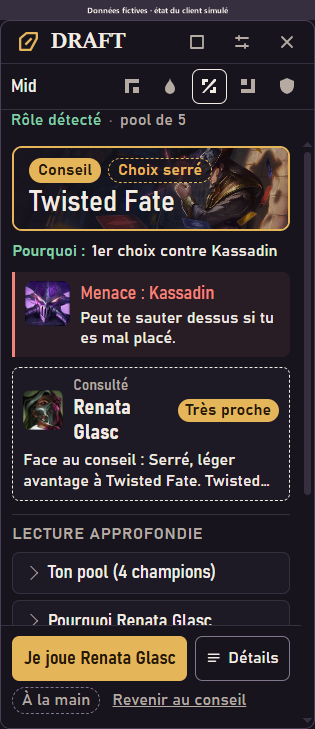 Données fictives · état du client simulé
DRAFT
Mid
Rôle détecté · pool de 5
Conseil
Choix serré
Twisted Fate
Pourquoi : 1er choix contre Kassadin
Menace : Kassadin
Peut te sauter dessus si tu
es mal placé.
Consulté
Renata
Glasc
Très proche
Face au conseil : Serré, léger
avantage à Twisted Fate. Twisted…
LECTURE APPROFONDIE
Ton pool (4 champions)
Pourquoi Renata Glasc
Je joue Renata Glasc
Détails
À la main
Revenir au conseil